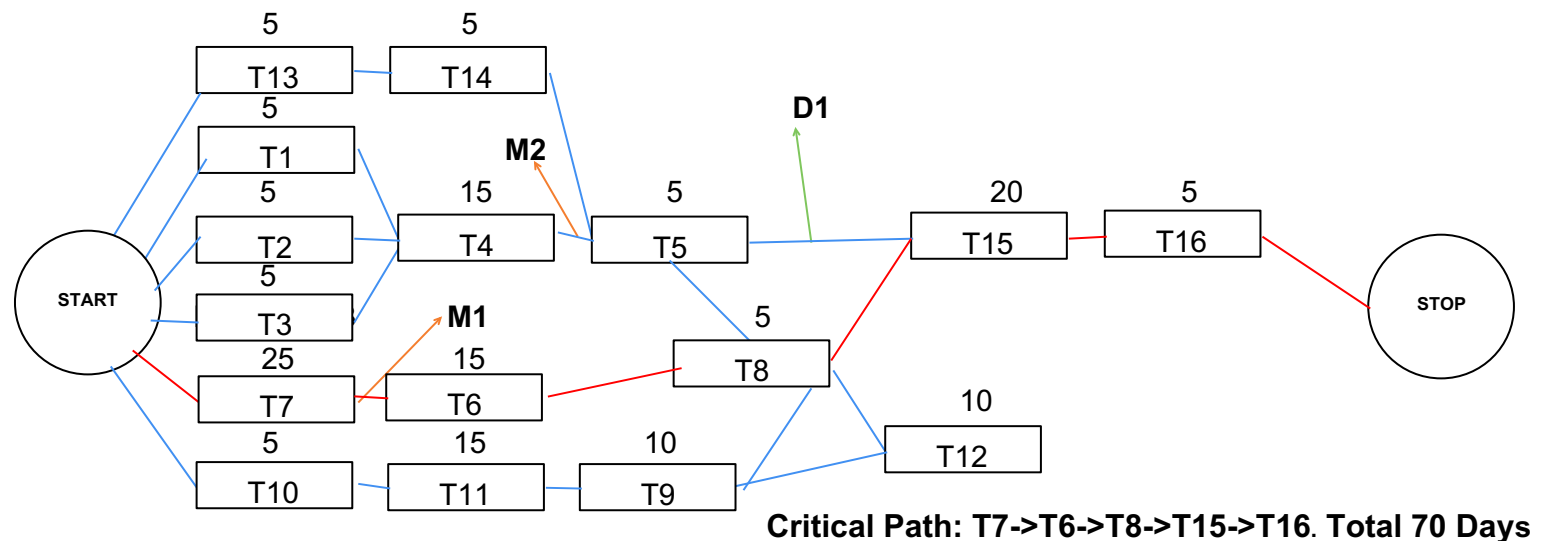 5 5
T13 T14
5
D1
T1
M2
5 15 5 20 5
T2 T4 T5 T15 T16
5
START
STOP
T3 M1 5
25 15
T8
T7 T6
10
5 15 10
T12
T10 T11 T9
Critical Path: T7->T6->T8->T15->T16. Total 70 Days